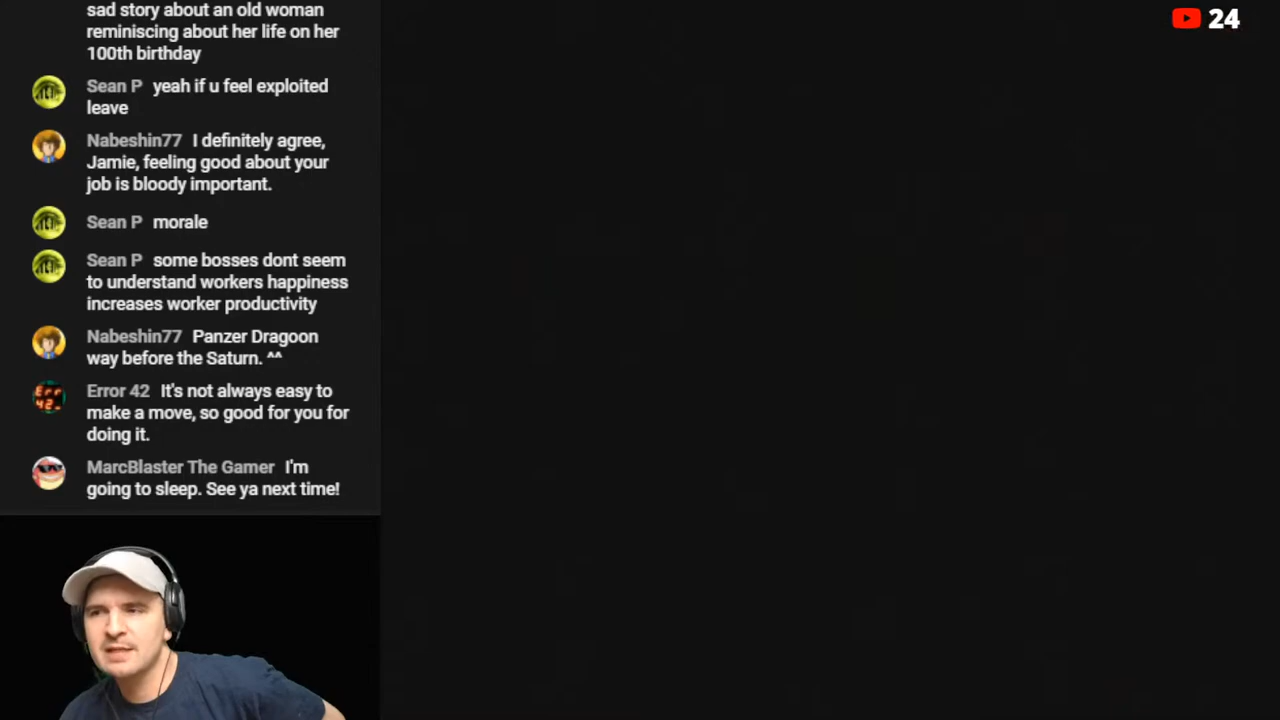 24
sad story about an old woman
reminiscing about her life on her
100th birthday
Sean P yeah if u feel exploited
leave
Nabeshin77 I definitely agree,
Jamie, feeling good about your
job is bloody important.
Sean P morale
Sean P some bosses dont seem
to understand workers happiness
increases worker productivity
Nabeshin77 Panzer Dragoon
way before the Saturn. ^^
Error 42 It's not always easy to
make a move, so good for you for
doing it.
MarcBlaster The Gamer I'm
going to sleep. See ya next time!